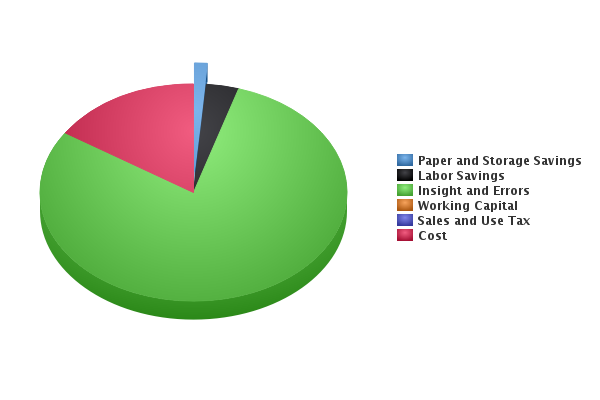 Paper and Storage Savings
Labor Savings
Insight and Errors
Working Capital
Sales and Use Tax
Cost